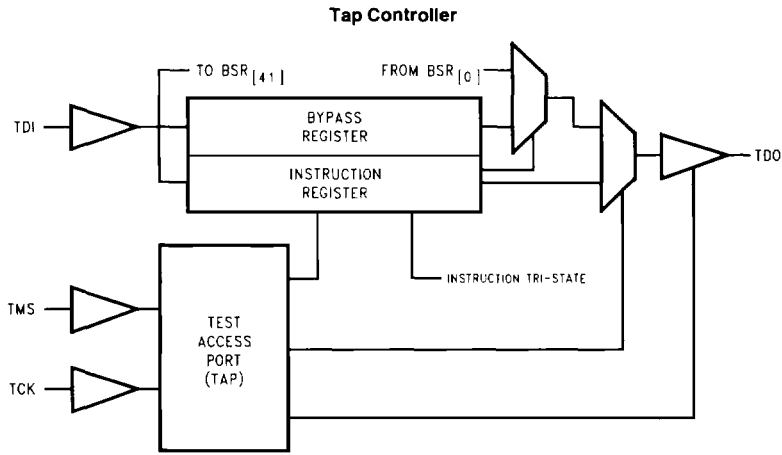 Tap Controller
TO BSR[41]
FROM BSR[0]
TDI
BYPASS
REGISTER
INSTRUCTION
REGISTER
TDO
INSTRUCTION TRI-STATE
TMS
TEST
ACCESS
PORT
(TAP)
TCK